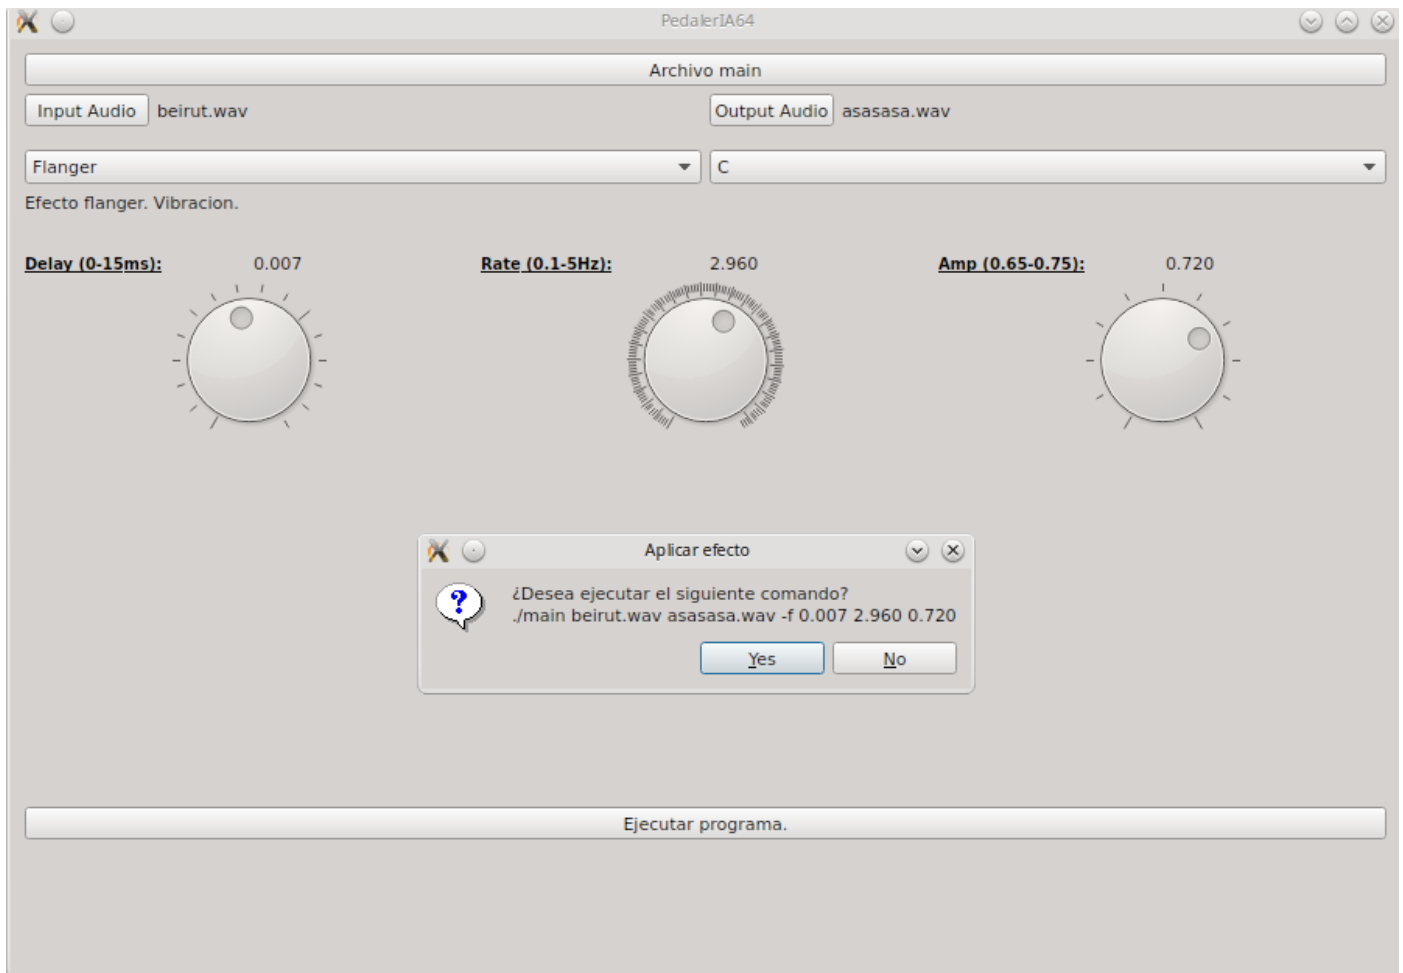 PedalerIA64
Archivo main
Input Audio beirut.wav Output Audio asasasa.wav
Flanger C
Efecto flanger. Vibracion.
Delay (0-15ms): 0.007 Rate (0.1-5Hz): 2.960 Amp (0.65-0.75): 0.720
Aplicar efecto
¿Desea ejecutar el siguiente comando?
./main beirut.wav asasasa.wav -f 0.007 2.960 0.720
Yes No
Ejecutar programa.